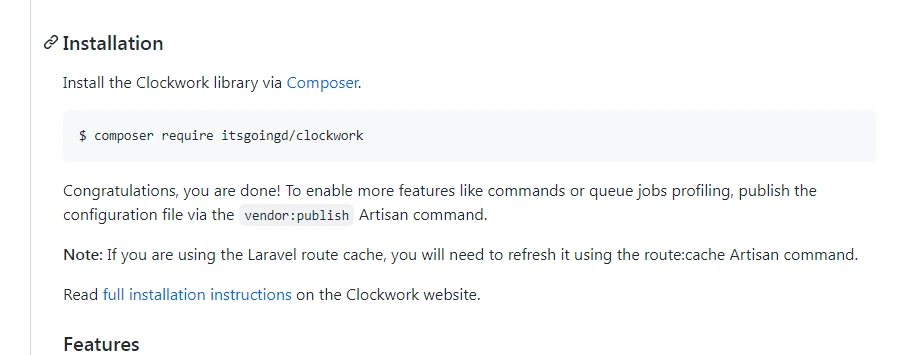 Installation
Install the Clockwork library via Composer.
$ composer require itsgoingd/clockwork
Congratulations, you are done! To enable more features like commands or queue jobs profiling, publish the
configuration file via the vendor:publish Artisan command.
Note: If you are using the Laravel route cache, you will need to refresh it using the route:cache Artisan command.
Read full installation instructions on the Clockwork website.
Features